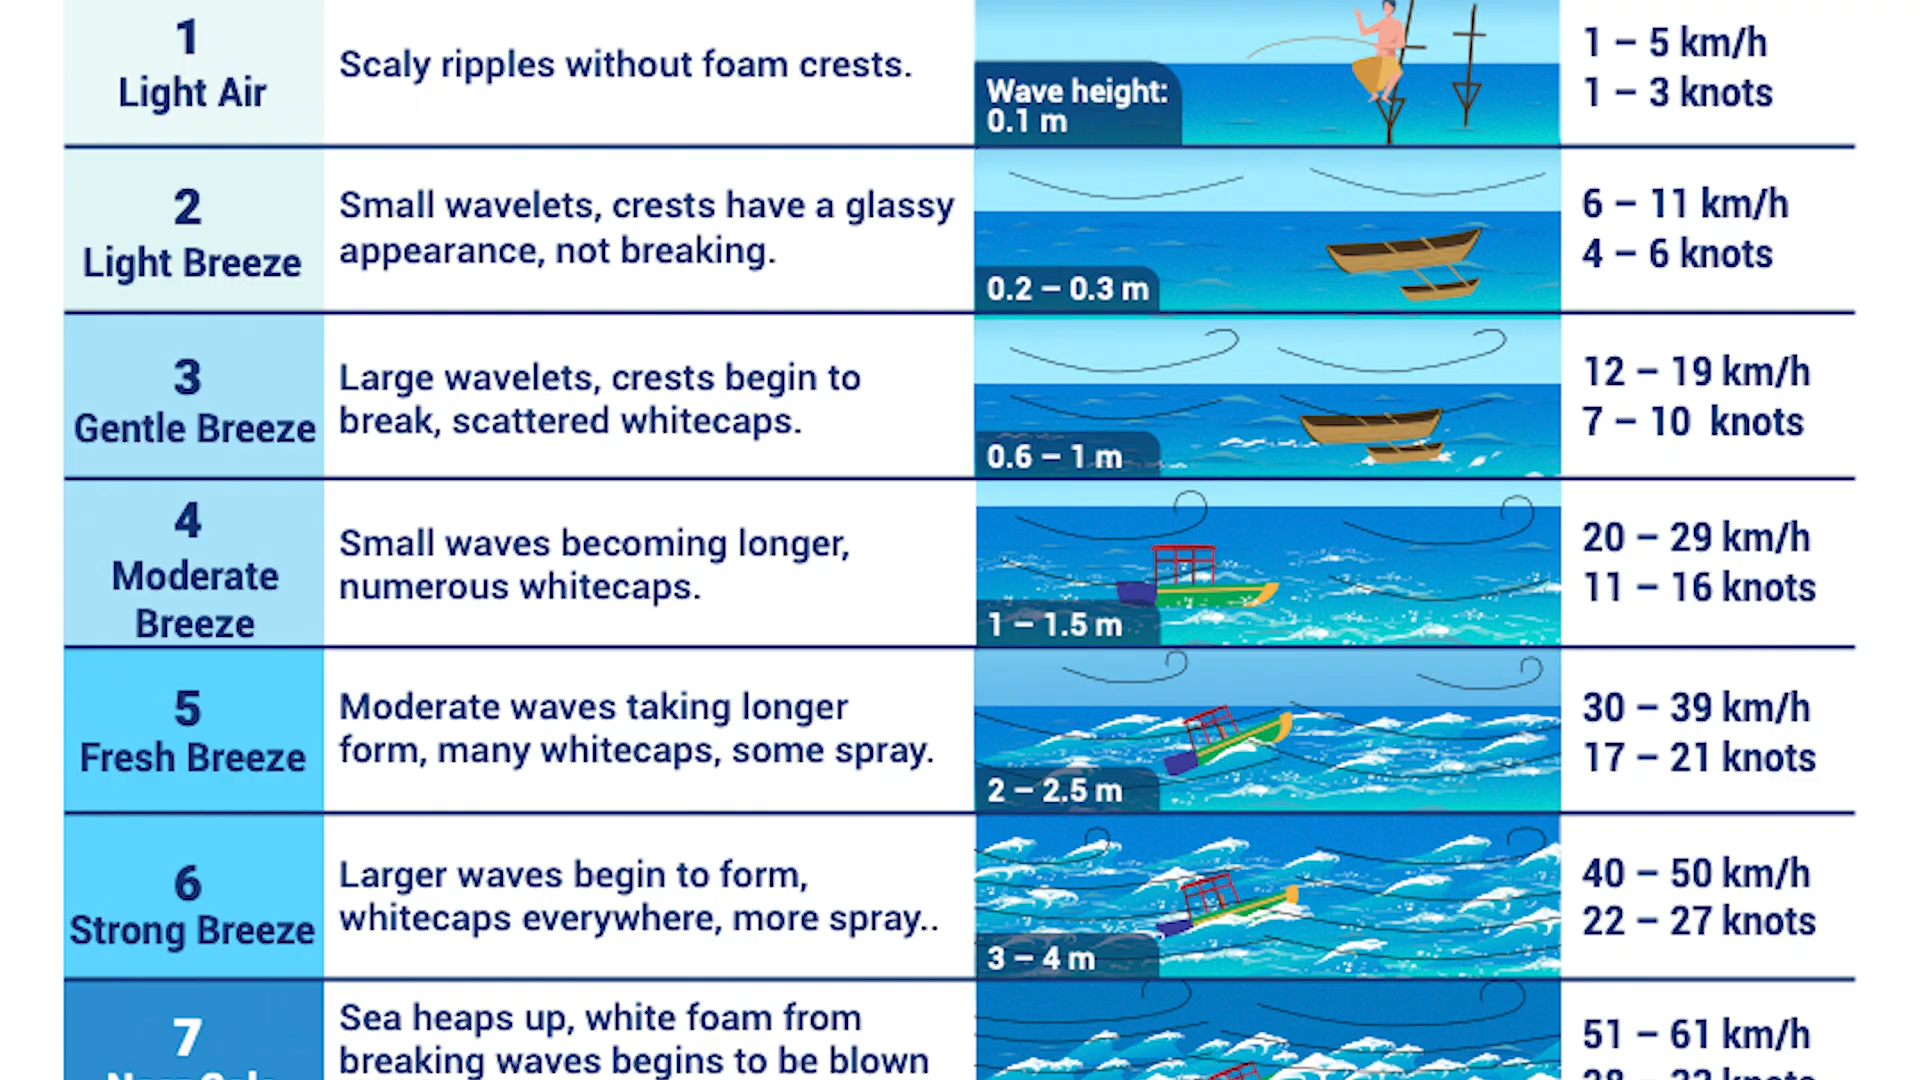 1
Light Air
Scaly ripples without foam crests.
Wave height:
0.1 m
1 – 5 km/h
1 – 3 knots
2
Light Breeze
Small wavelets, crests have a glassy
appearance, not breaking.
0.2 – 0.3 m
6 – 11 km/h
4 – 6 knots
3
Gentle Breeze
Large wavelets, crests begin to
break, scattered whitecaps.
0.6 – 1 m
12 – 19 km/h
7 – 10 knots
4
Moderate
Breeze
Small waves becoming longer,
numerous whitecaps.
1 – 1.5 m
20 – 29 km/h
11 – 16 knots
5
Fresh Breeze
Moderate waves taking longer
form, many whitecaps, some spray.
2 – 2.5 m
30 – 39 km/h
17 – 21 knots
6
Strong Breeze
Larger waves begin to form,
whitecaps everywhere, more spray..
3 – 4 m
40 – 50 km/h
22 – 27 knots
7
Sea heaps up, white foam from
breaking waves begins to be blown
51 – 61 km/h